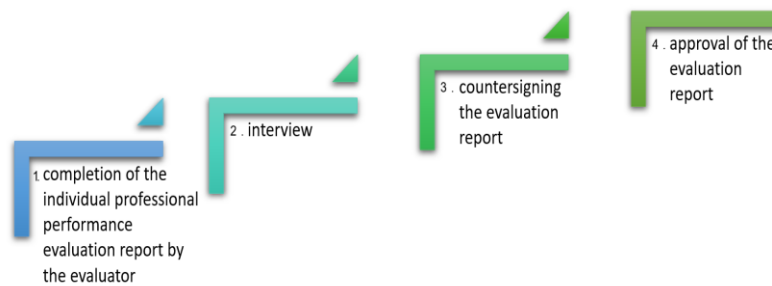 1. completion of the
individual professional
performance
evaluation report by
the evaluator
2 . interview
3 . countersigning
the evaluation
report
4 . approval of the
evaluation
report